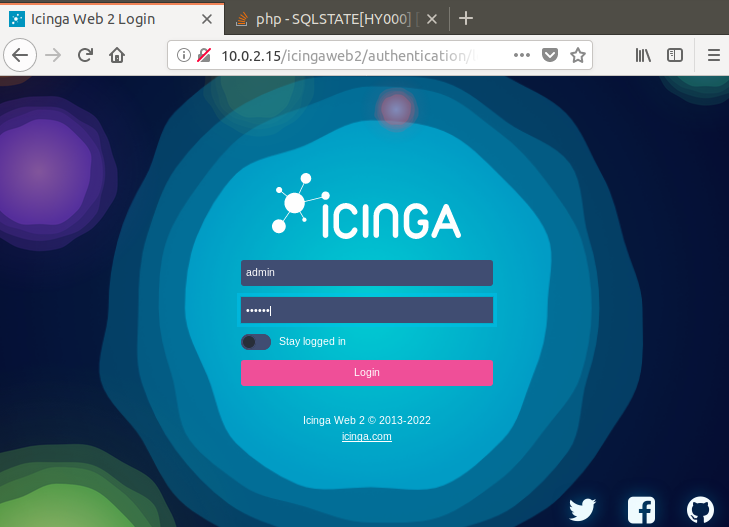 Icinga Web 2 Login
php - SQLSTATE[HY000] [
10.0.2.15/icingaweb2/authentication/
ICINGA
admin
••••••
Stay logged in
Login
Icinga Web 2 © 2013-2022
icinga.com